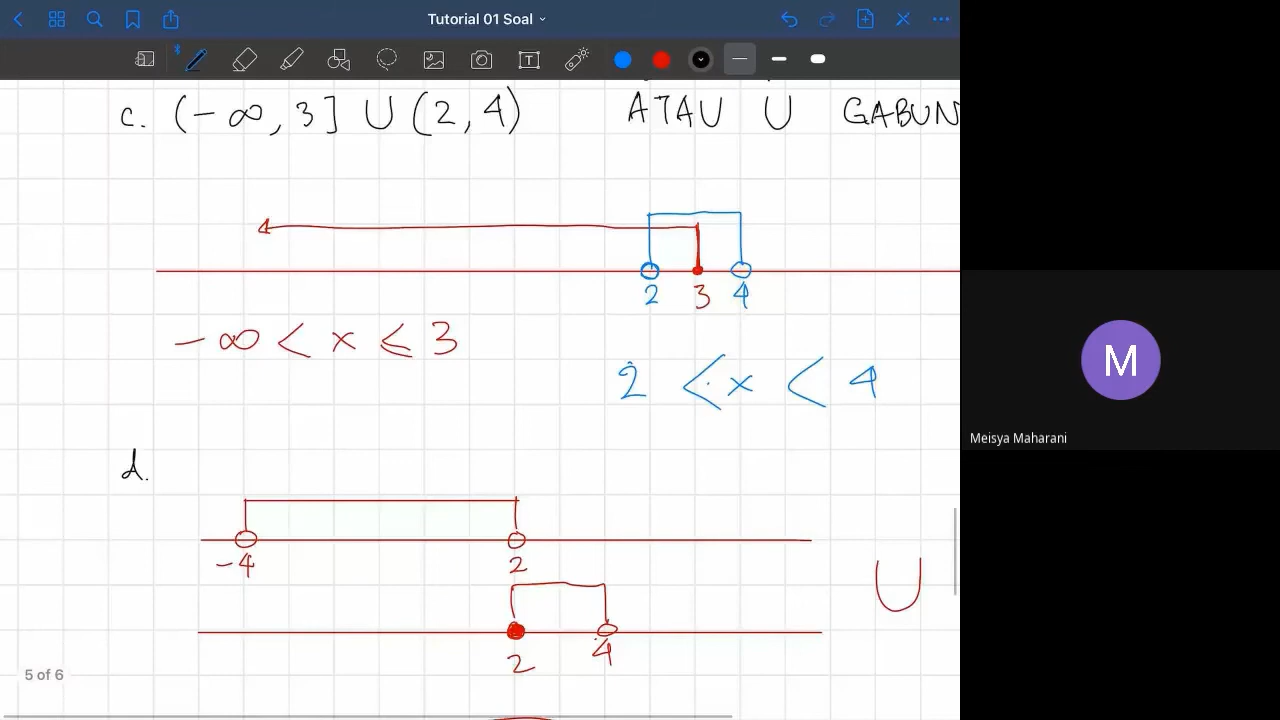 Tutorial 01 Soal
T
c. (-∞, 3] U (2, 4) ATAU U GABUN
2 3 4
-∞ < x ≤ 3
2 < x < 4
M
Meisya Maharani
d.
-4 2
U
2 4
5 of 6